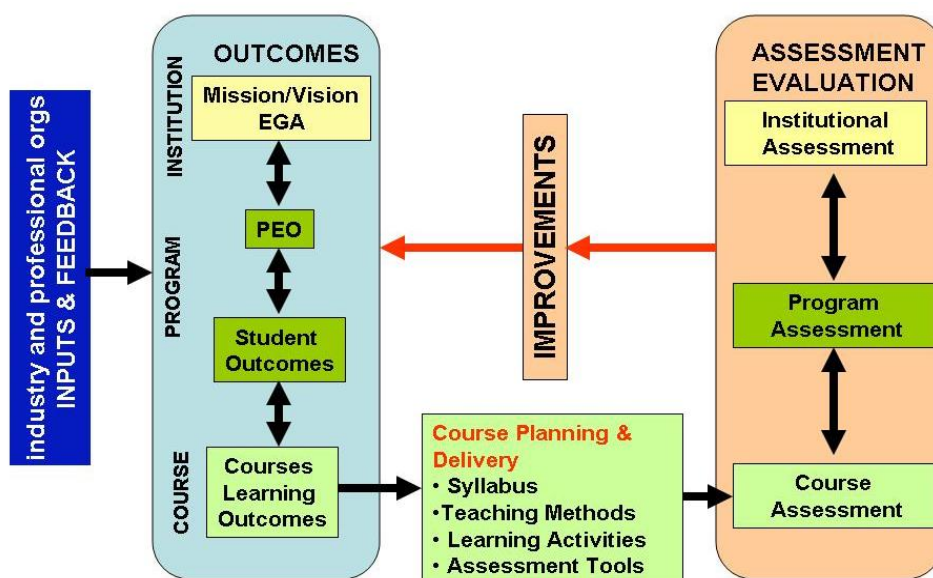 industry and professional orgs
INPUTS & FEEDBACK
OUTCOMES
INSTITUTION
Mission/Vision
EGA
PROGRAM
PEO
Student
Outcomes
COURSE
Courses
Learning
Outcomes
Course Planning &
Delivery
• Syllabus
•Teaching Methods
• Learning Activities
• Assessment Tools
IMPROVEMENTS
ASSESSMENT
EVALUATION
Institutional
Assessment
Program
Assessment
Course
Assessment